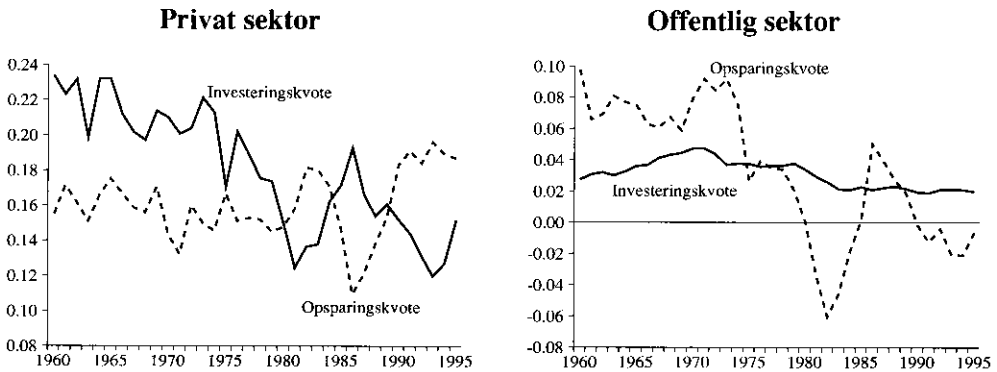 Privat sektor
0.24
0.22
0.20
0.18
0.16
0.14
0.12
0.10
0.08
Investeringskvote
Opsparingskvote
1960 1965 1970 1975 1980 1985 1990 1995
Offentlig sektor
0.10
0.08
0.06
0.04
0.02
0.00
-0.02
-0.04
-0.06
-0.08
Opsparingskvote
Investeringskvote
1960 1965 1970 1975 1980 1985 1990 1995